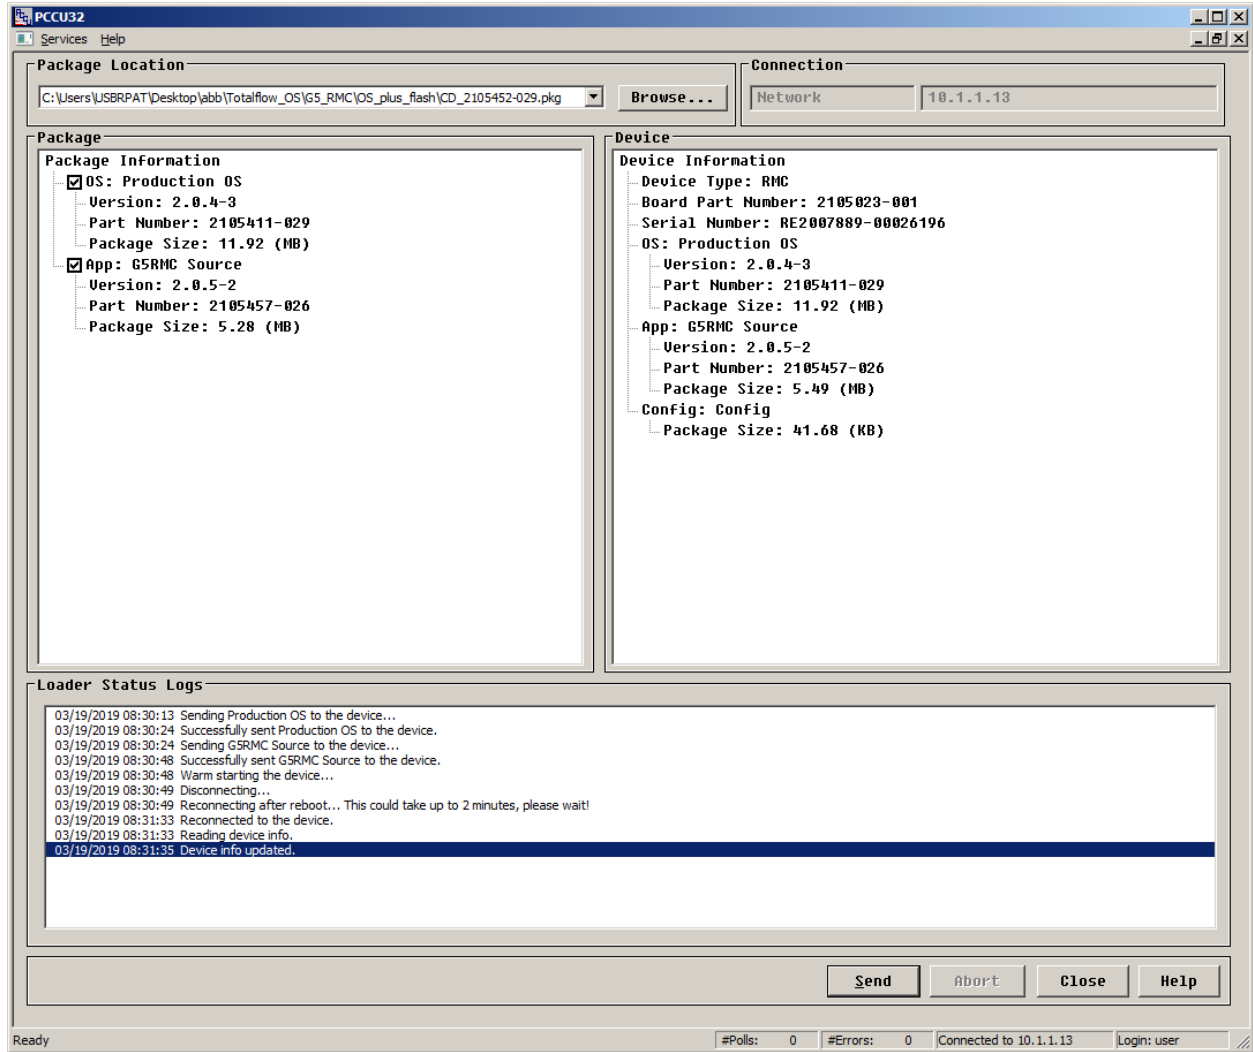 PCCU32
Services Help
Package Location
C:\Users\USBRPAT\Desktop\abb\Totalflow_OS\G5_RMC\OS_plus_flash\CD_2105452-029.pkg
Browse...
Connection
Network
10.1.1.13
Package
Package Information
OS: Production OS
Version: 2.0.4-3
Part Number: 2105411-029
Package Size: 11.92 (MB)
App: G5RMC Source
Version: 2.0.5-2
Part Number: 2105457-026
Package Size: 5.28 (MB)
Device
Device Information
Device Type: RMC
Board Part Number: 2105023-001
Serial Number: RE2007889-00026196
OS: Production OS
Version: 2.0.4-3
Part Number: 2105411-029
Package Size: 11.92 (MB)
App: G5RMC Source
Version: 2.0.5-2
Part Number: 2105457-026
Package Size: 5.49 (MB)
Config: Config
Package Size: 41.68 (KB)
Loader Status Logs
03/19/2019 08:30:13 Sending Production OS to the device...
03/19/2019 08:30:24 Successfully sent Production OS to the device.
03/19/2019 08:30:24 Sending G5RMC Source to the device...
03/19/2019 08:30:48 Successfully sent G5RMC Source to the device.
03/19/2019 08:30:48 Warm starting the device...
03/19/2019 08:30:49 Disconnecting...
03/19/2019 08:30:49 Reconnecting after reboot... This could take up to 2 minutes, please wait!
03/19/2019 08:31:33 Reconnected to the device.
03/19/2019 08:31:33 Reading device info.
03/19/2019 08:31:35 Device info updated.
Send Abort Close Help
Ready #Polls: 0 #Errors: 0 Connected to 10.1.1.13 Login: user